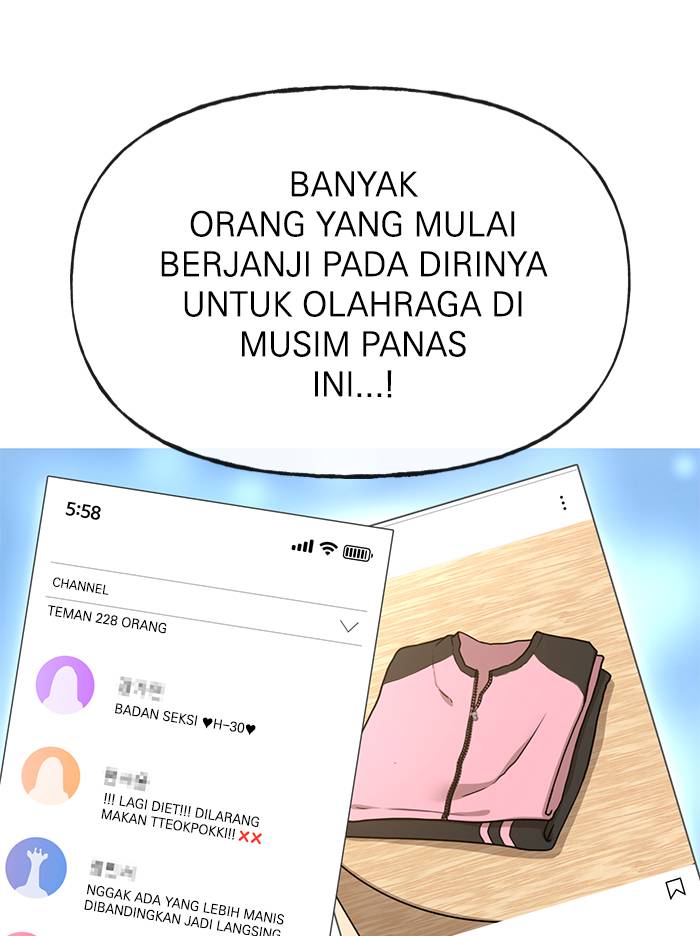 BANYAK
ORANG YANG MULAI
BERJANJI PADA DIRINYA
UNTUK OLAHRAGA DI
MUSIM PANAS
INI...!
5:58
CHANNEL
TEMAN 228 ORANG
BADAN SEKSI ♥H-30♥
!!! LAGI DIET!!! DILARANG
MAKAN TTEOKPOKKI!! ❌❌
NGGAK ADA YANG LEBIH MANIS
DIBANDINGKAN JADI LANGSING